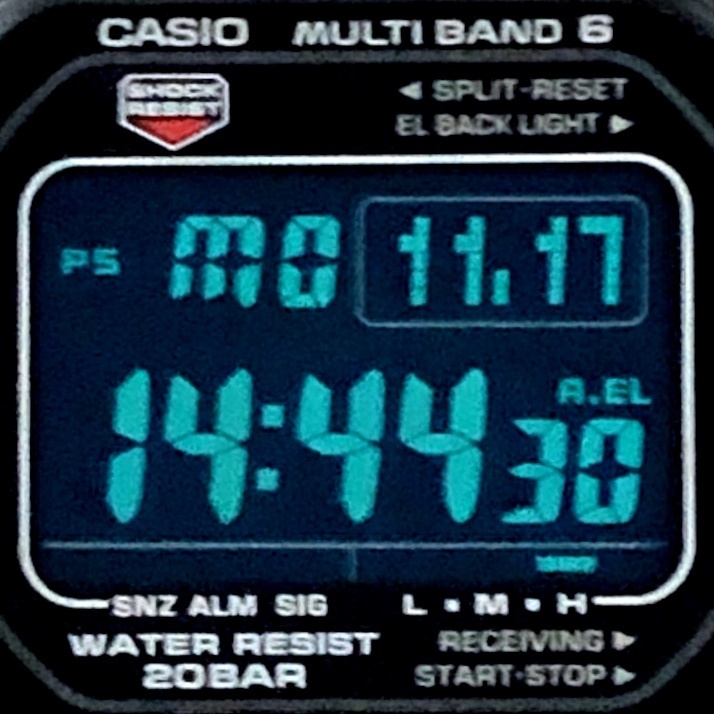 CASIO MULTI BAND 6
SHOCK RESIST
◄ SPLIT·RESET
EL BACK LIGHT ►
PS MO 11.17
A.EL
14:44 30
SNZ ALM SIG L · M · H
WATER RESIST
20BAR
RECEIVING ►
START·STOP ►